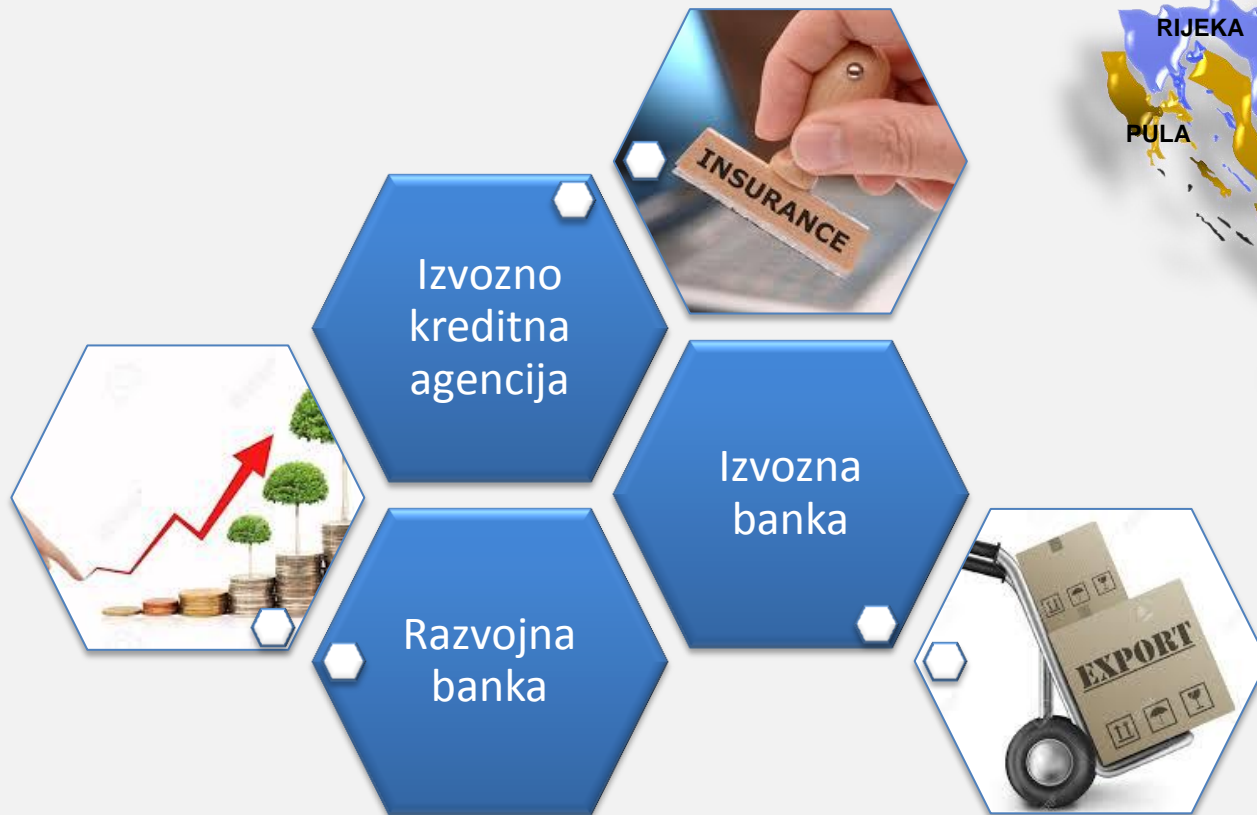 RIJEKA
PULA
INSURANCE
Izvozno
kreditna
agencija
Izvozna
banka
Razvojna
banka
EXPORT